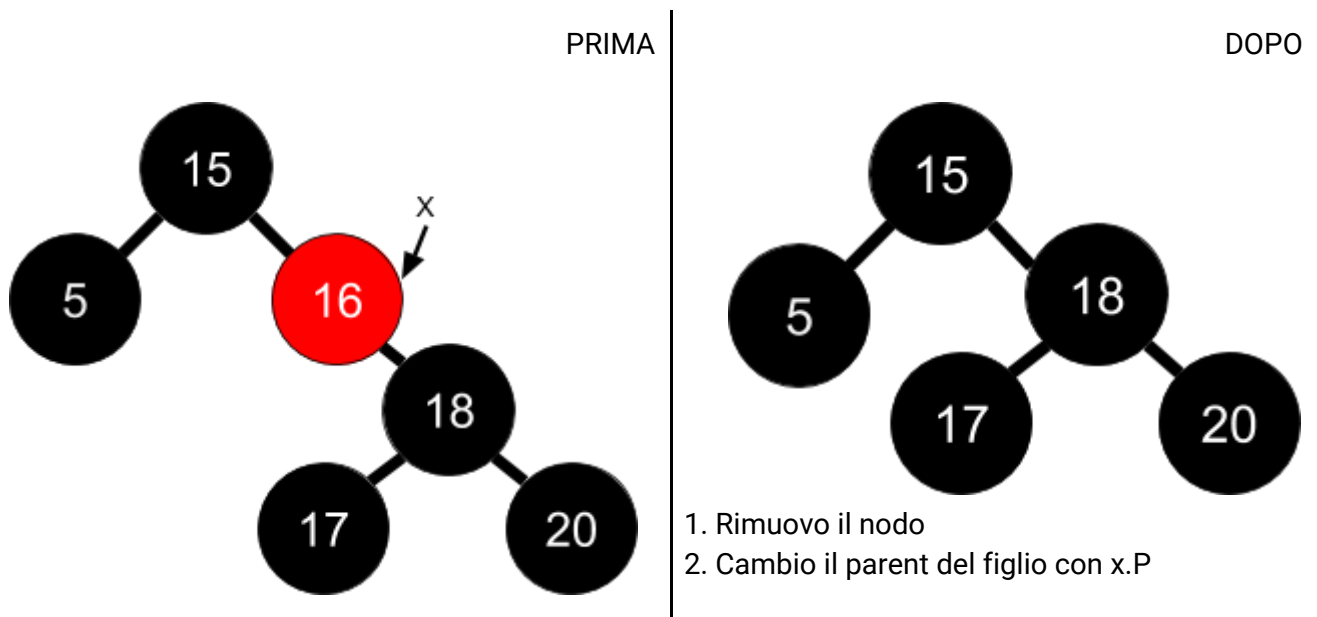 PRIMA
15
x
5
16
18
17
20
DOPO
15
18
5
17
20
1. Rimuovo il nodo
2. Cambio il parent del figlio con x.P